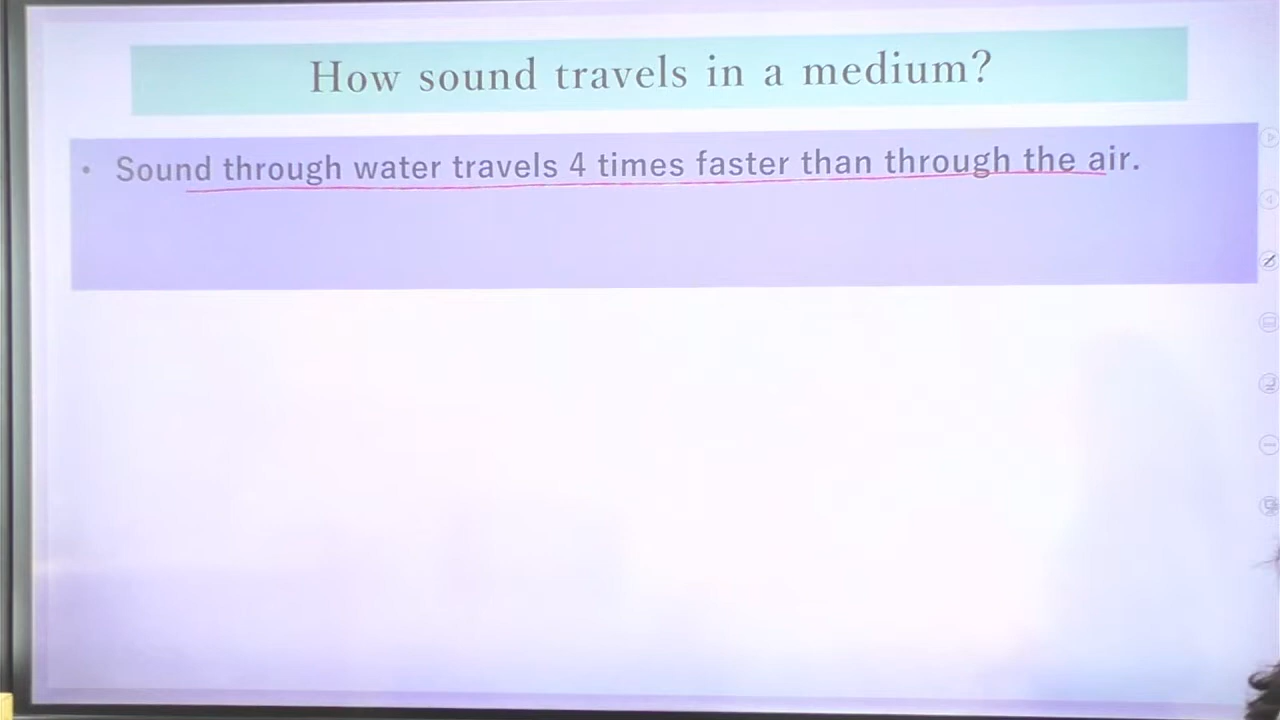 How sound travels in a medium?
• Sound through water travels 4 times faster than through the air.